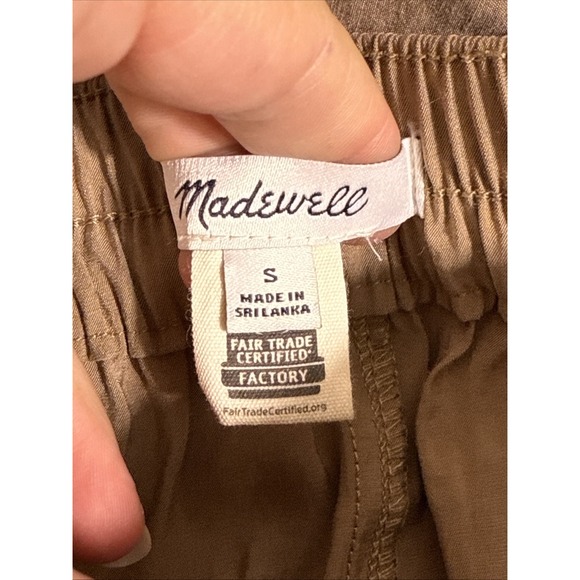 Madewell
S
MADE IN
SRI LANKA
FAIR TRADE
CERTIFIED
FACTORY
FairTradeCertified.org